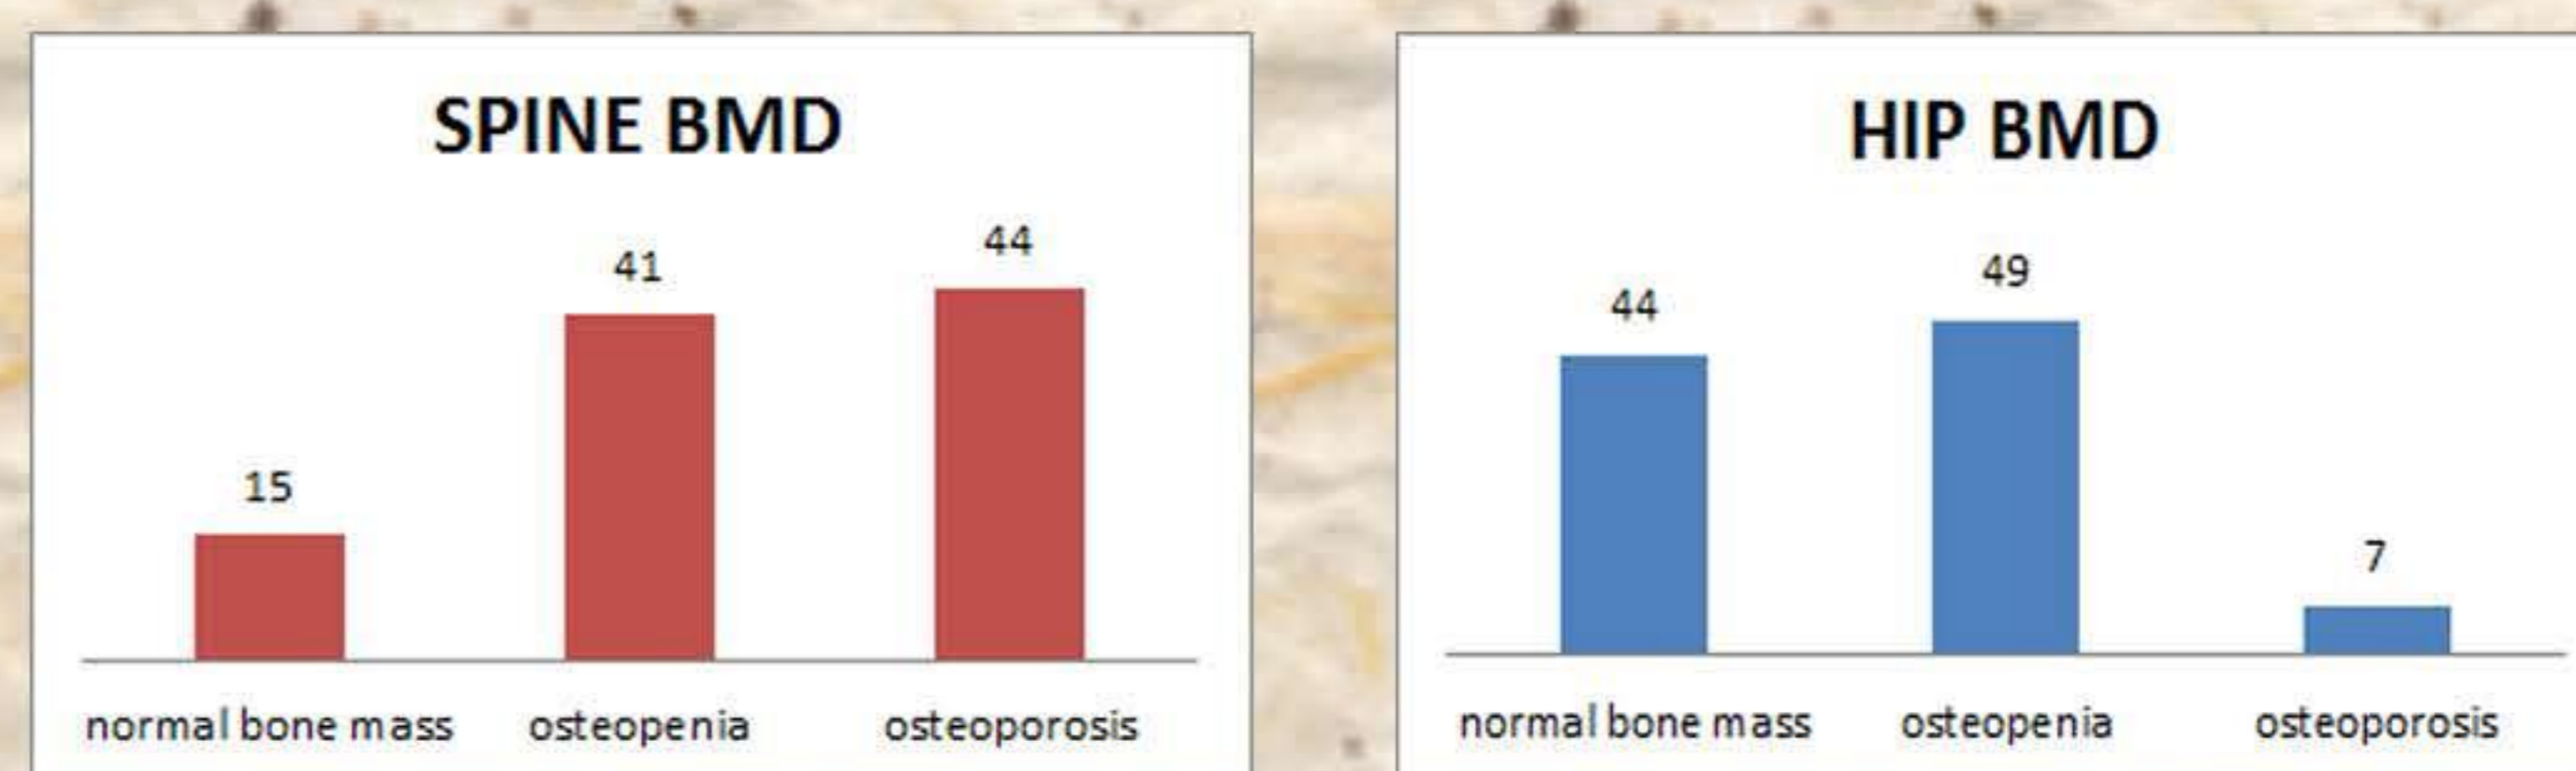 SPINE BMD
44
41
15
normal bone mass osteopenia osteoporosis
HIP BMD
49
44
7
normal bone mass osteopenia osteoporosis